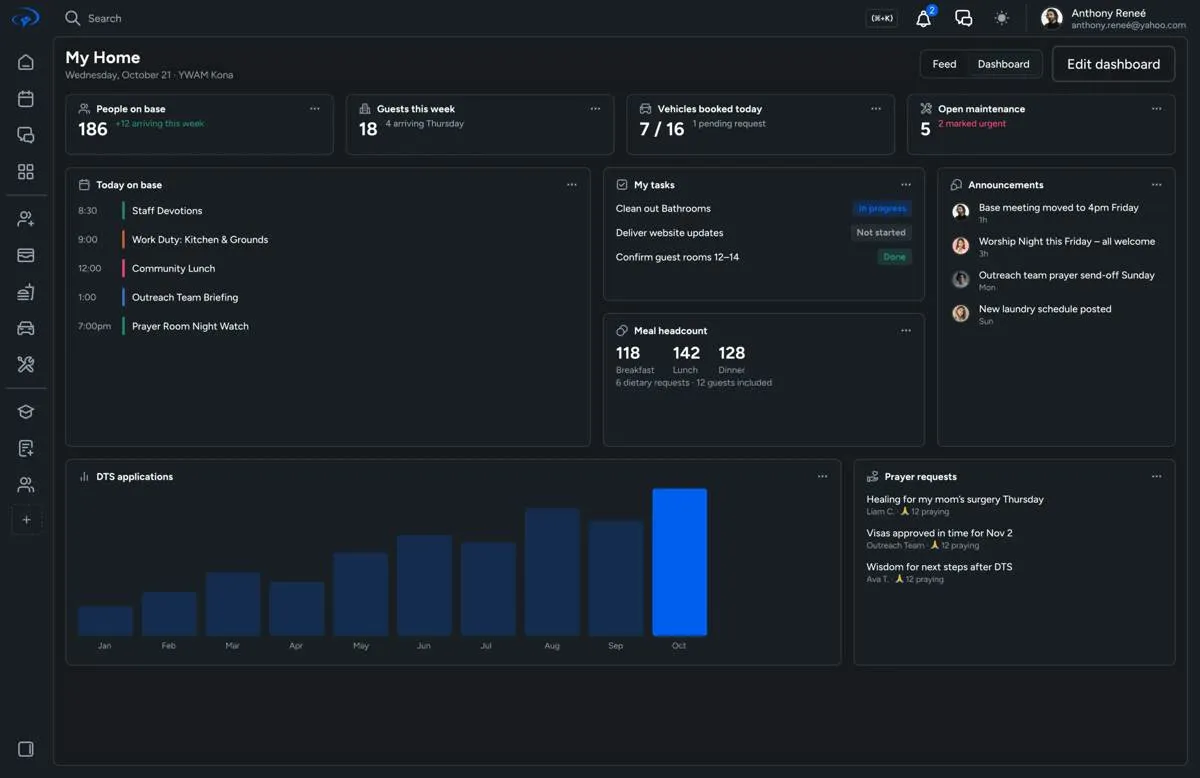 Search
(⌘+K)
2
Anthony Reneé
anthony.reneé@yahoo.com
My Home
Wednesday, October 21 · YWAM Kona
Feed
Dashboard
Edit dashboard
People on base
186 +12 arriving this week
Guests this week
18 4 arriving Thursday
Vehicles booked today
7 / 16 1 pending request
Open maintenance
5 2 marked urgent
Today on base
8:30 Staff Devotions
9:00 Work Duty: Kitchen & Grounds
12:00 Community Lunch
1:00 Outreach Team Briefing
7:00pm Prayer Room Night Watch
My tasks
Clean out Bathrooms In progress
Deliver website updates Not started
Confirm guest rooms 12–14 Done
Meal headcount
118 142 128
Breakfast Lunch Dinner
6 dietary requests · 12 guests included
Announcements
Base meeting moved to 4pm Friday
1h
Worship Night this Friday – all welcome
3h
Outreach team prayer send-off Sunday
Mon
New laundry schedule posted
Sun
DTS applications
Jan Feb Mar Apr May Jun Jul Aug Sep Oct
Prayer requests
Healing for my mom’s surgery Thursday
Liam C. · 🙏 12 praying
Visas approved in time for Nov 2
Outreach Team · 🙏 12 praying
Wisdom for next steps after DTS
Ava T. · 🙏 12 praying